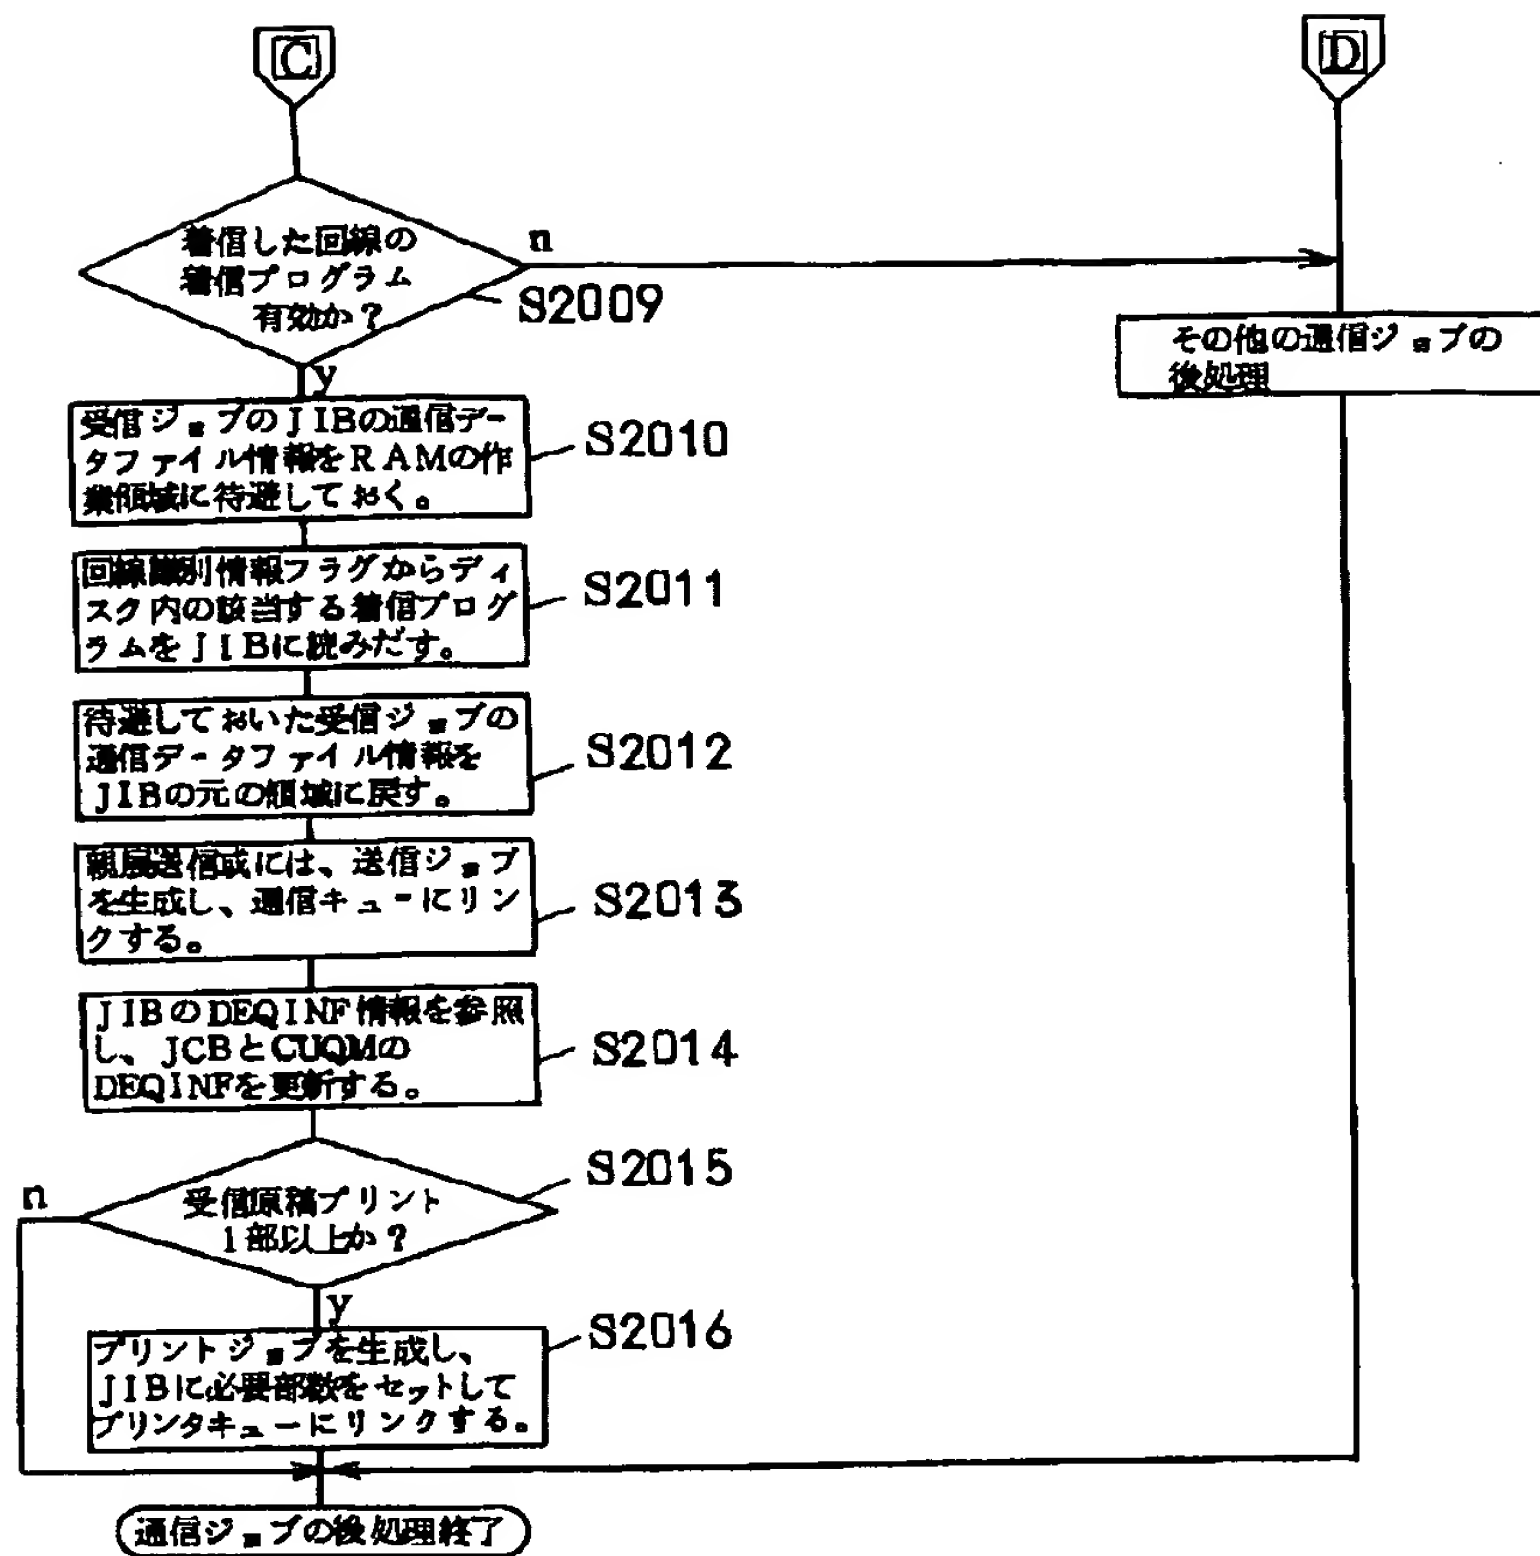 C
D
着信した回線の
着信プログラム
有効か?
n
S2009
y
その他の通信ジョブの
後処理
受信ジョブのJIBの通信デー
タファイル情報をRAMの作
業領域に待避しておく。
S2010
回線識別情報フラグからディ
スク内の該当する着信プログ
ラムをJIBに読みだす。
S2011
待避しておいた受信ジョブの
通信データファイル情報を
JIBの元の領域に戻す。
S2012
親展送信或には、送信ジョブ
を生成し、通信キューにリン
クする。
S2013
JIBのDEQINF情報を参照
し、JCBとCUQMの
DEQINFを更新する。
S2014
S2015
n
受信原稿プリント
1部以上か?
y
プリントジョブを生成し、
JIBに必要部数をセットして
プリンタキューにリンクする。
S2016
通信ジョブの後処理終了